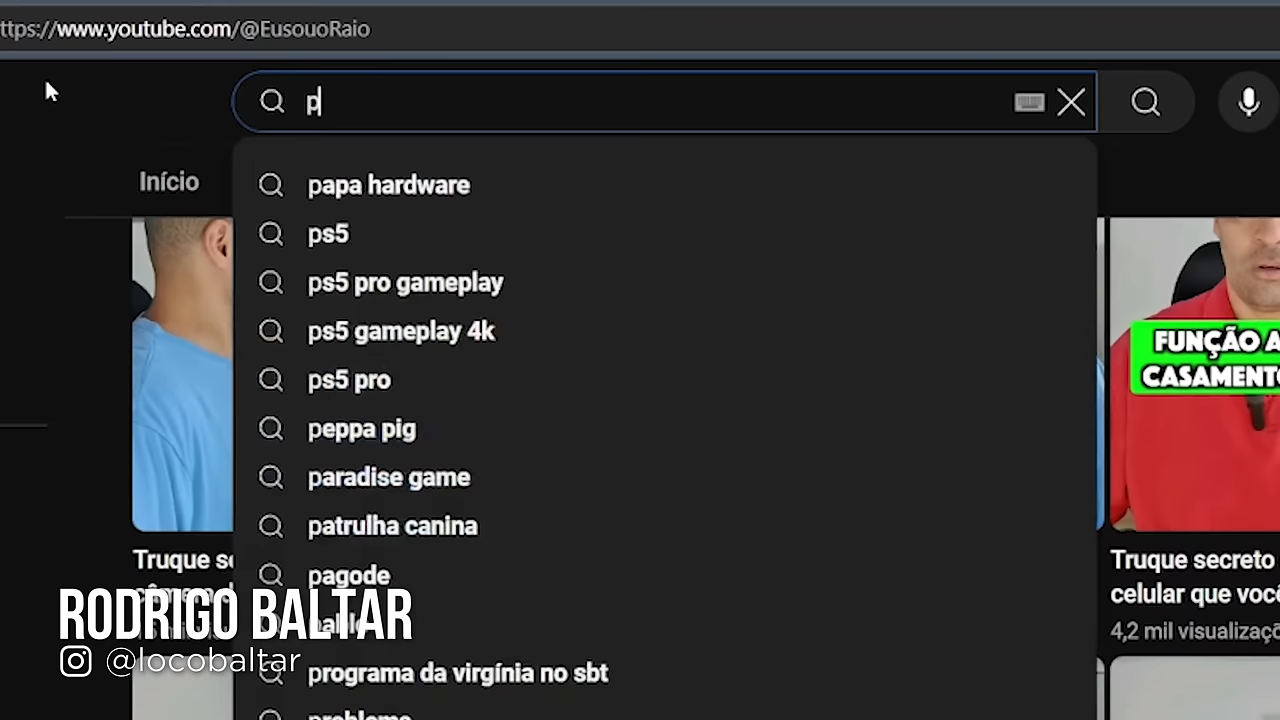 ttps://www.youtube.com/@EusouoRaio
p
Início
papa hardware
ps5
ps5 pro gameplay
ps5 gameplay 4k
ps5 pro
peppa pig
paradise game
patrulha canina
pagode
programa da virgínia no sbt
FUNÇÃO A
CASAMENTO
Truque se
Truque secreto
celular que você
4,2 mil visualizaçõ
RODRIGO BALTAR
@locobaltar